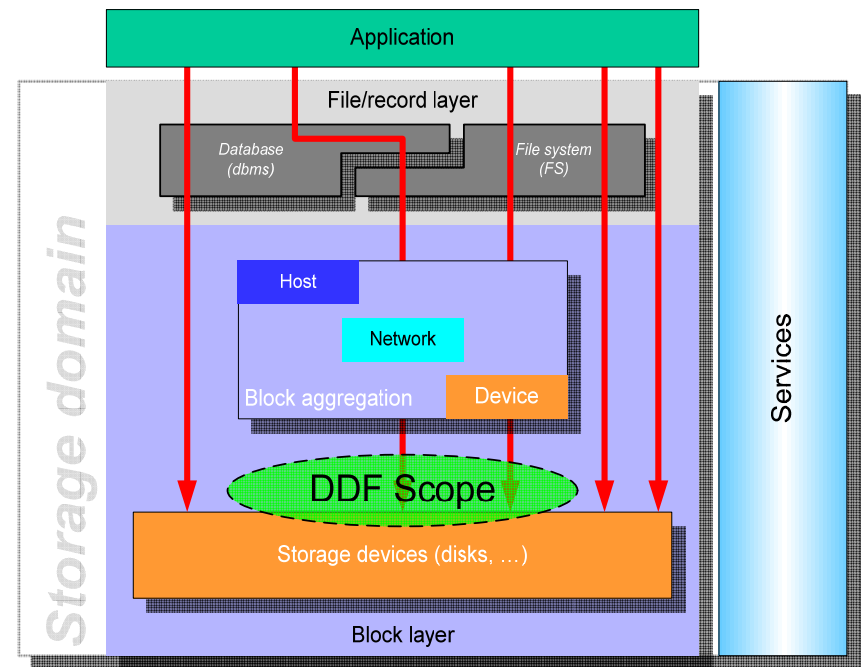 Application
File/record layer
Database
(dbms)
File system
(FS)
Host
Network
Block aggregation
Device
DDF Scope
Storage devices (disks, …)
Block layer
Storage domain
Services